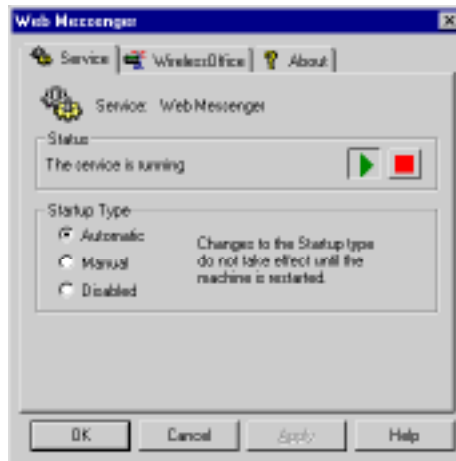 Web Messenger
Service WirelessOffice About
Service: Web Messenger
Status
The service is running
Startup Type
Automatic
Manual
Disabled
Changes to the Startup type
do not take effect until the
machine is restarted.
OK Cancel Apply Help